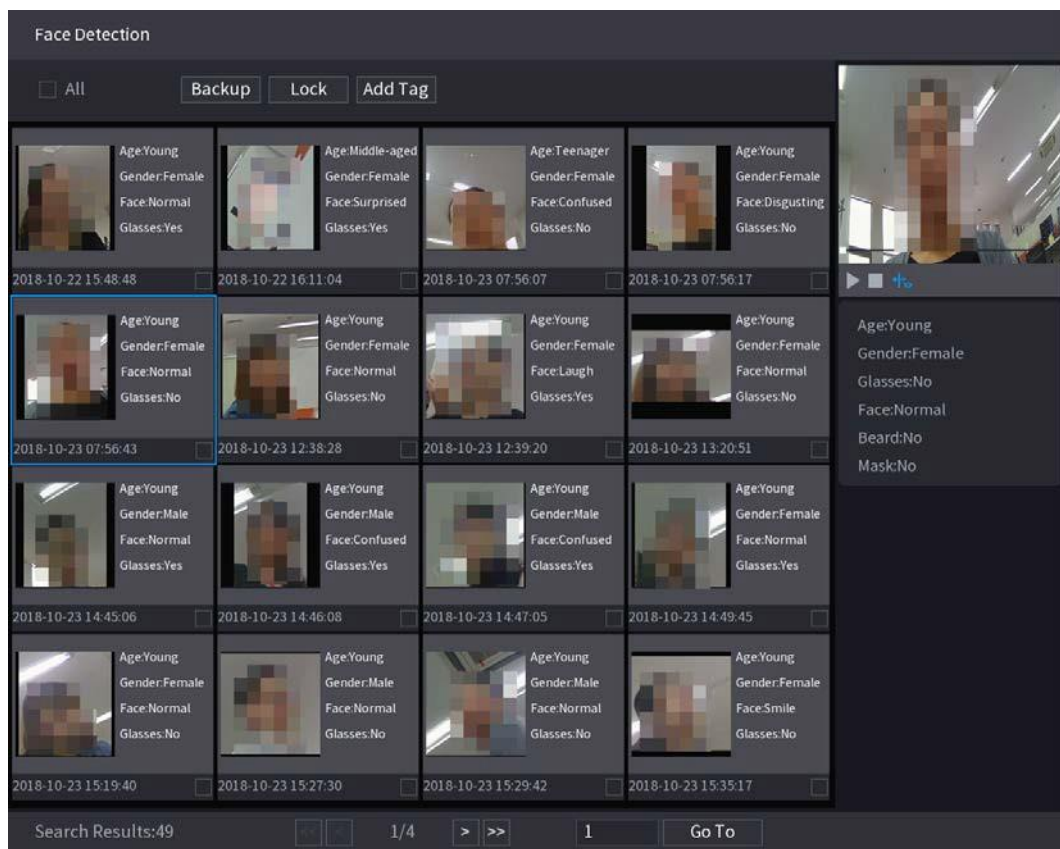 Face Detection
All
Backup
Lock
Add Tag
Age:Young
Gender:Female
Face:Normal
Glasses:Yes
2018-10-22 15:48:48
Age:Middle-aged
Gender:Female
Face:Surprised
Glasses:Yes
2018-10-22 16:11:04
Age:Teenager
Gender:Female
Face:Confused
Glasses:No
2018-10-23 07:56:07
Age:Young
Gender:Female
Face:Disgusting
Glasses:No
2018-10-23 07:56:17
Age:Young
Gender:Female
Face:Normal
Glasses:No
2018-10-23 07:56:43
Age:Young
Gender:Female
Face:Normal
Glasses:No
2018-10-23 12:38:28
Age:Young
Gender:Female
Face:Laugh
Glasses:Yes
2018-10-23 12:39:20
Age:Young
Gender:Female
Face:Normal
Glasses:No
2018-10-23 13:20:51
Age:Young
Gender:Male
Face:Normal
Glasses:Yes
2018-10-23 14:45:06
Age:Young
Gender:Male
Face:Confused
Glasses:Yes
2018-10-23 14:46:08
Age:Young
Gender:Male
Face:Confused
Glasses:Yes
2018-10-23 14:47:05
Age:Young
Gender:Female
Face:Normal
Glasses:Yes
2018-10-23 14:49:45
Age:Young
Gender:Female
Face:Normal
Glasses:No
2018-10-23 15:19:40
Age:Young
Gender:Male
Face:Normal
Glasses:No
2018-10-23 15:27:30
Age:Young
Gender:Male
Face:Normal
Glasses:No
2018-10-23 15:29:42
Age:Young
Gender:Female
Face:Smile
Glasses:No
2018-10-23 15:35:17
Age:Young
Gender:Female
Glasses:No
Face:Normal
Beard:No
Mask:No
Search Results:49
<< < 1/4 > >> 1 Go To